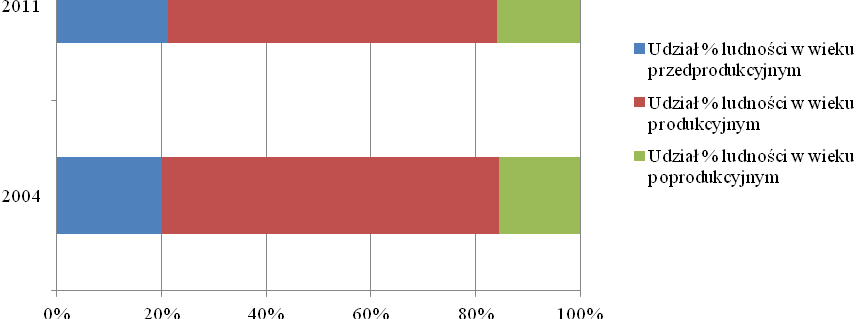 2011
Udział % ludności w wieku
przedprodukcyjnym
Udział % ludności w wieku
produkcyjnym
Udział % ludności w wieku
poprodukcyjnym
2004
0% 20% 40% 60% 80% 100%